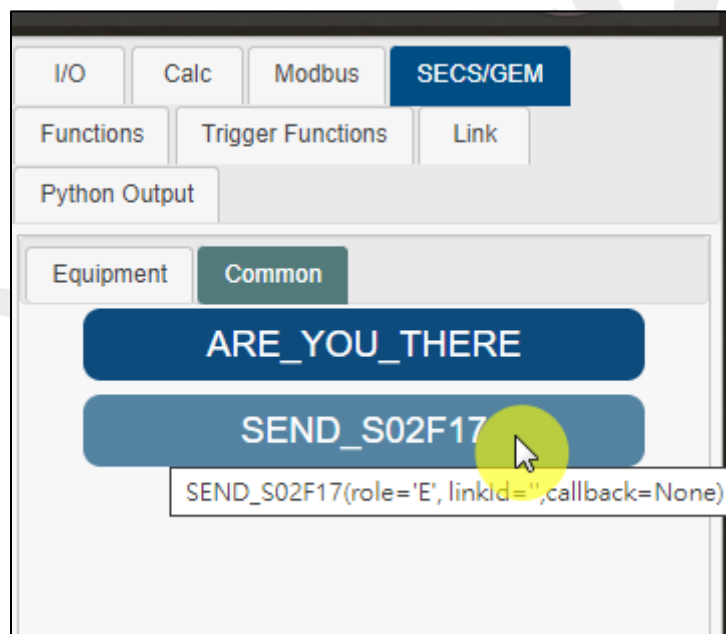 I/O Calc Modbus SECS/GEM
Functions Trigger Functions Link
Python Output
Equipment Common
ARE_YOU_THERE
SEND_S02F17
SEND_S02F17(role='E', linkId='',callback=None)